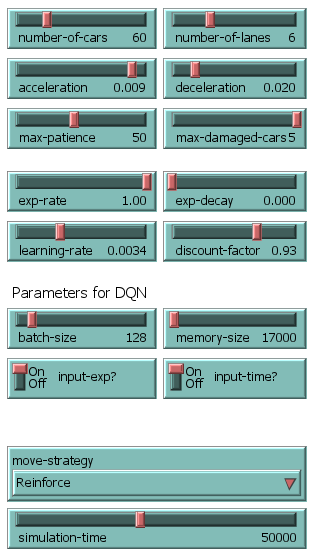 number-of-cars 60 number-of-lanes 6
acceleration 0.009 deceleration 0.020
max-patience 50 max-damaged-cars 5
exp-rate 1.00 exp-decay 0.000
learning-rate 0.0034 discount-factor 0.93
Parameters for DQN
batch-size 128 memory-size 17000
On
Off input-exp?
On
Off input-time?
move-strategy
Reinforce
simulation-time 50000